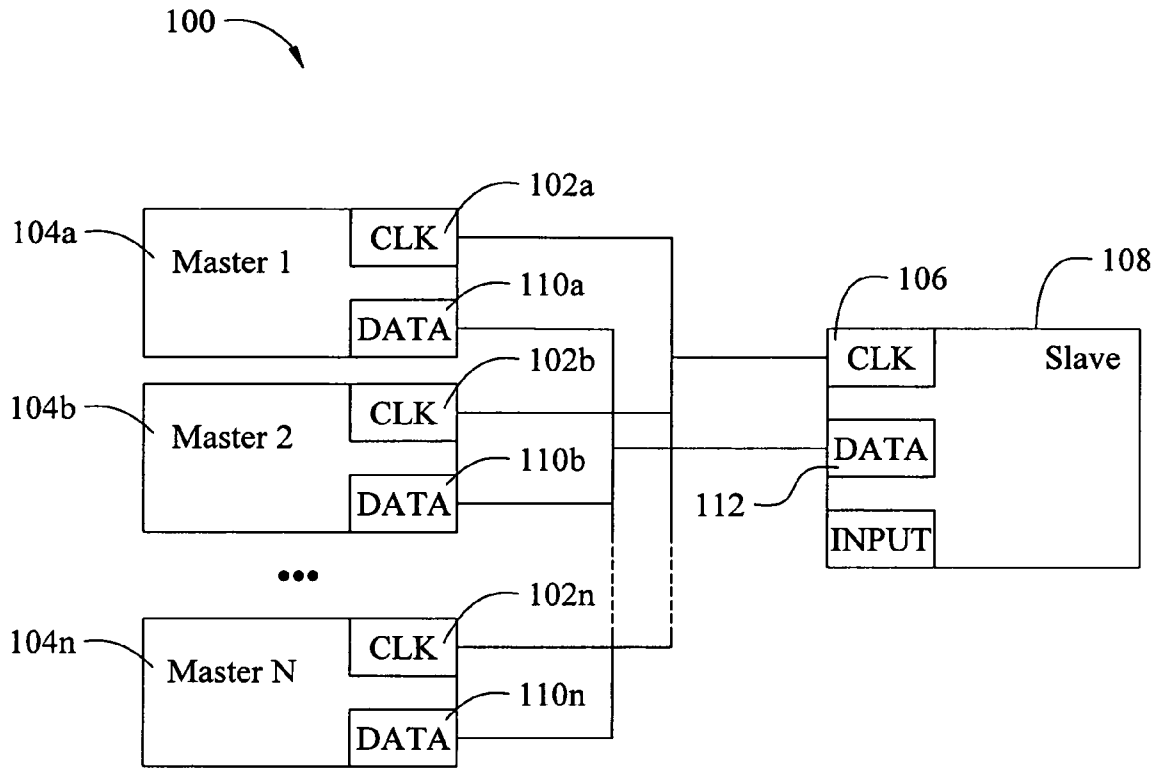 100
102a
104a
Master 1
CLK
110a
DATA
102b
104b
Master 2
CLK
110b
DATA
•••
102n
104n
Master N
CLK
110n
DATA
106
108
CLK
Slave
DATA
112
INPUT